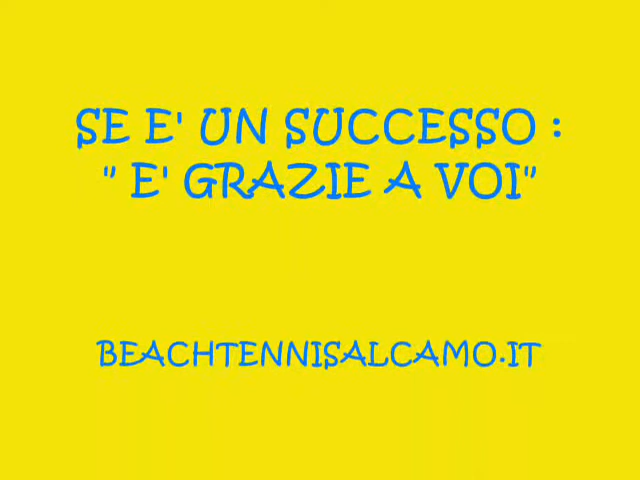 SE E' UN SUCCESSO :
" E' GRAZIE A VOI"
BEACHTENNISALCAMO.IT